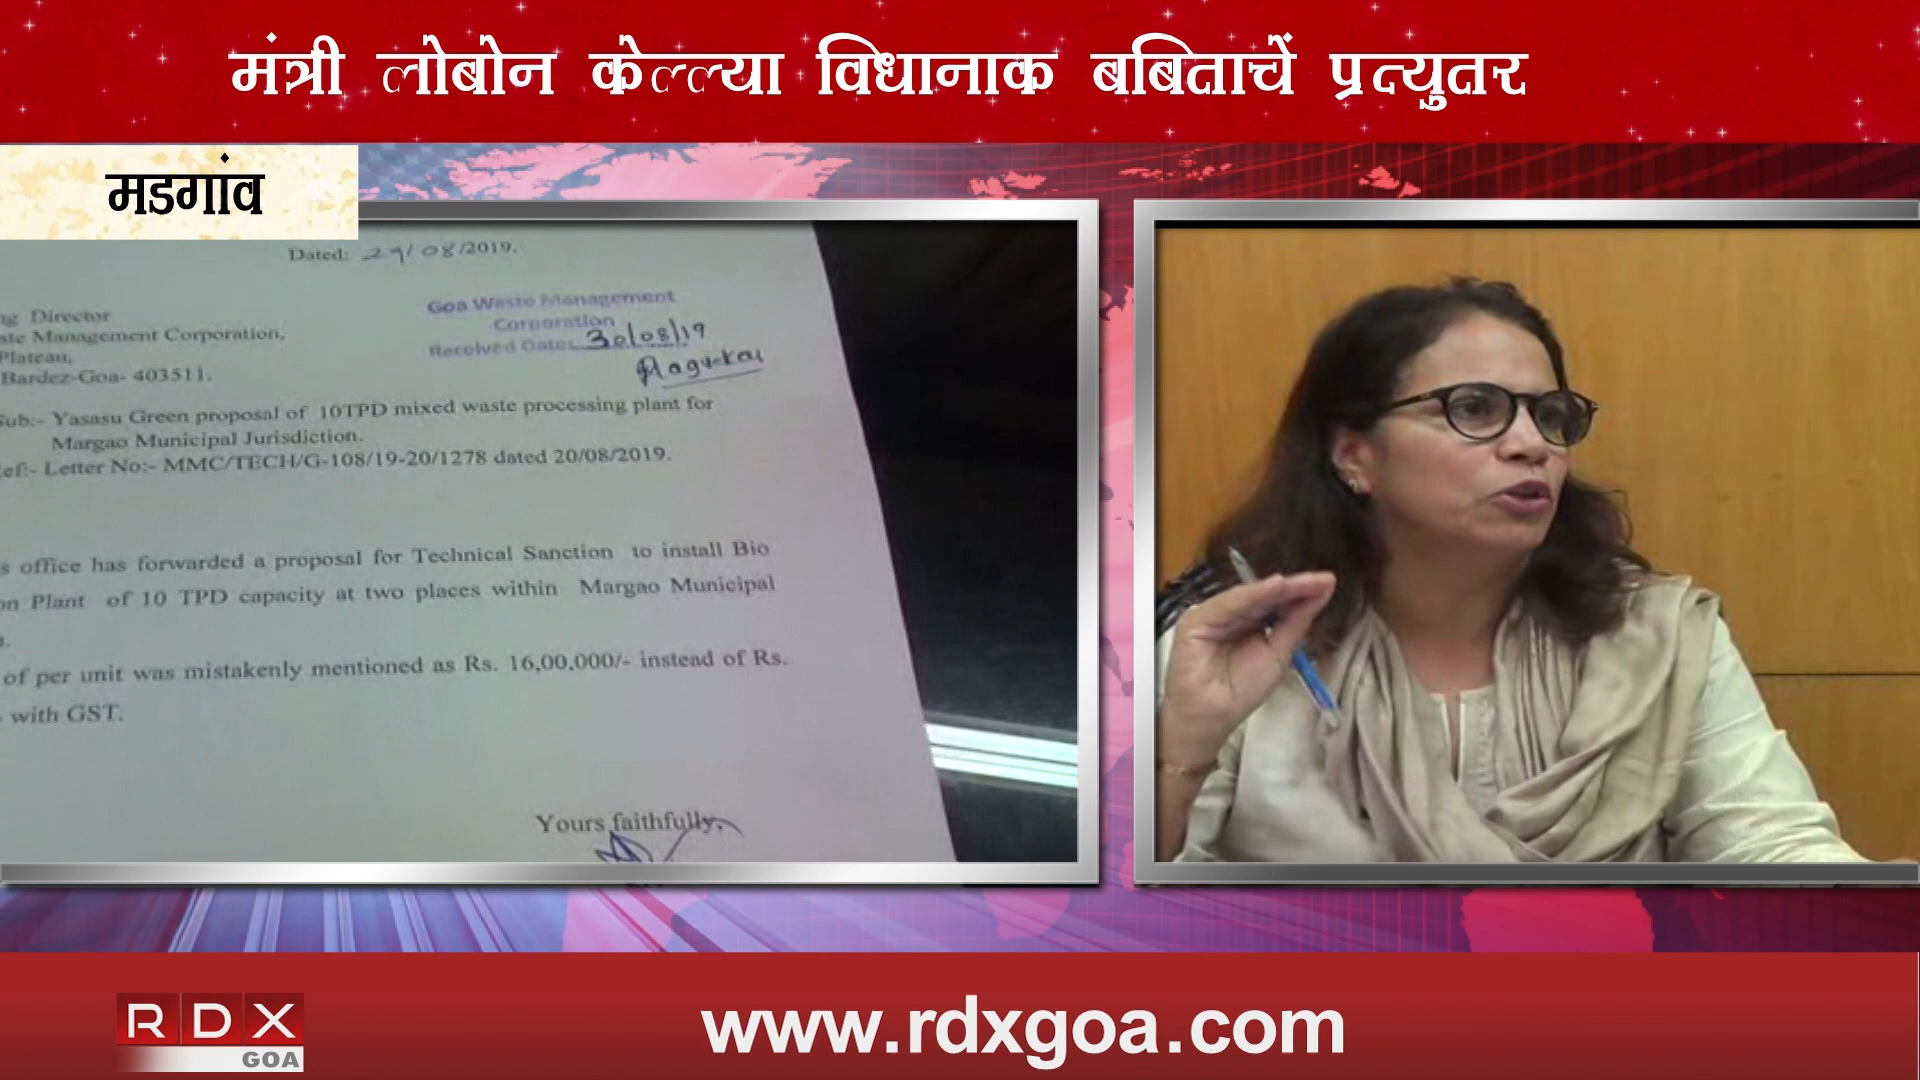 मंत्री लोबोन केल्ल्या विधानाक बबिताचें प्रत्युतर
मडगांव
Dated: 29/08/2019.
Goa Waste Management
Corporation
Received Date: 30/08/19
ng Director
ste Management Corporation,
Plateau,
Bardez-Goa- 403511.
Sub:- Yasasu Green proposal of 10TPD mixed waste processing plant for
Margao Municipal Jurisdiction.
ef:- Letter No:- MMC/TECH/G-108/19-20/1278 dated 20/08/2019.
s office has forwarded a proposal for Technical Sanction to install Bio
on Plant of 10 TPD capacity at two places within Margao Municipal
of per unit was mistakenly mentioned as Rs. 16,00,000/- instead of Rs.
- with GST.
Yours faithfully,
RDX
GOA
www.rdxgoa.com